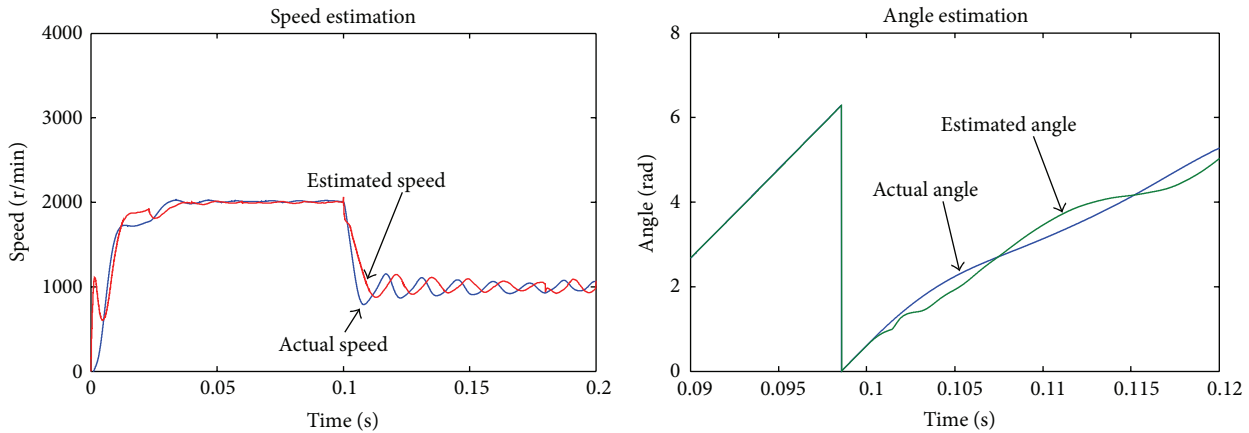 Speed estimation
4000
3000
2000
1000
0
Speed (r/min)
Estimated speed
Actual speed
0
0.05
0.1
0.15
0.2
Time (s)
Angle estimation
8
6
4
2
0
Angle (rad)
Estimated angle
Actual angle
0.09
0.095
0.1
0.105
0.11
0.115
0.12
Time (s)